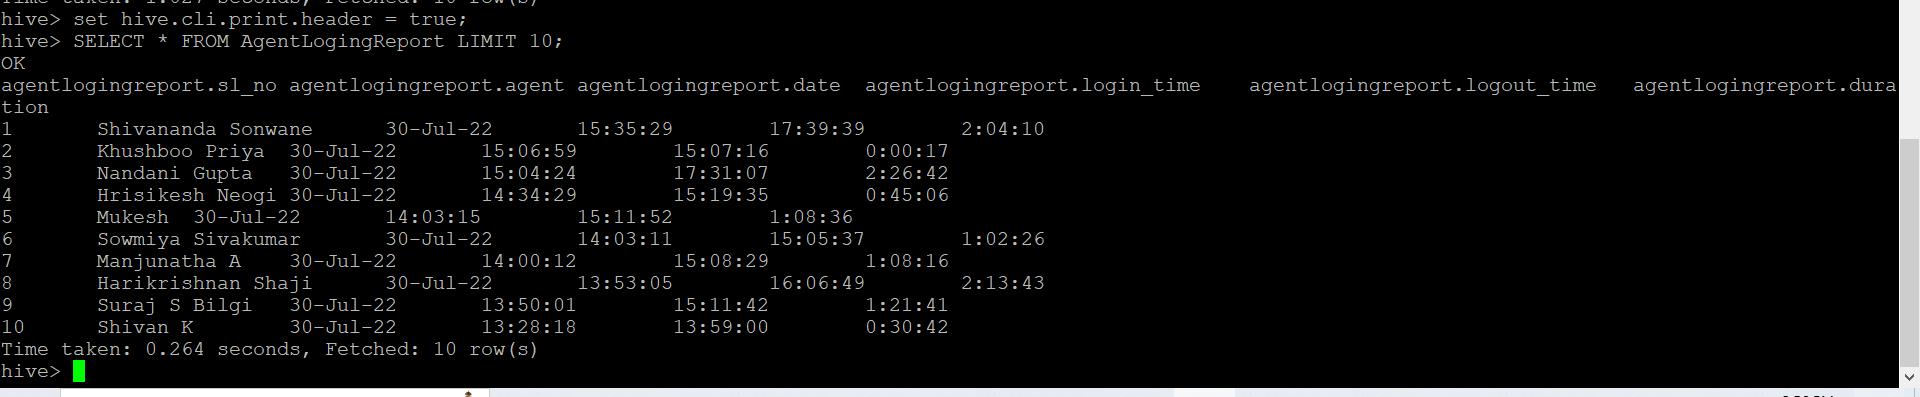 hive> set hive.cli.print.header = true;
hive> SELECT * FROM AgentLogingReport LIMIT 10;
OK
agentlogingreport.sl_no agentlogingreport.agent agentlogingreport.date agentlogingreport.login_time agentlogingreport.logout_time agentlogingreport.dura
tion
1 Shivananda Sonwane 30-Jul-22 15:35:29 17:39:39 2:04:10
2 Khushboo Priya 30-Jul-22 15:06:59 15:07:16 0:00:17
3 Nandani Gupta 30-Jul-22 15:04:24 17:31:07 2:26:42
4 Hrisikesh Neogi 30-Jul-22 14:34:29 15:19:35 0:45:06
5 Mukesh 30-Jul-22 14:03:15 15:11:52 1:08:36
6 Sowmiya Sivakumar 30-Jul-22 14:03:11 15:05:37 1:02:26
7 Manjunatha A 30-Jul-22 14:00:12 15:08:29 1:08:16
8 Harikrishnan Shaji 30-Jul-22 13:53:05 16:06:49 2:13:43
9 Suraj S Bilgi 30-Jul-22 13:50:01 15:11:42 1:21:41
10 Shivan K 30-Jul-22 13:28:18 13:59:00 0:30:42
Time taken: 0.264 seconds, Fetched: 10 row(s)
hive>